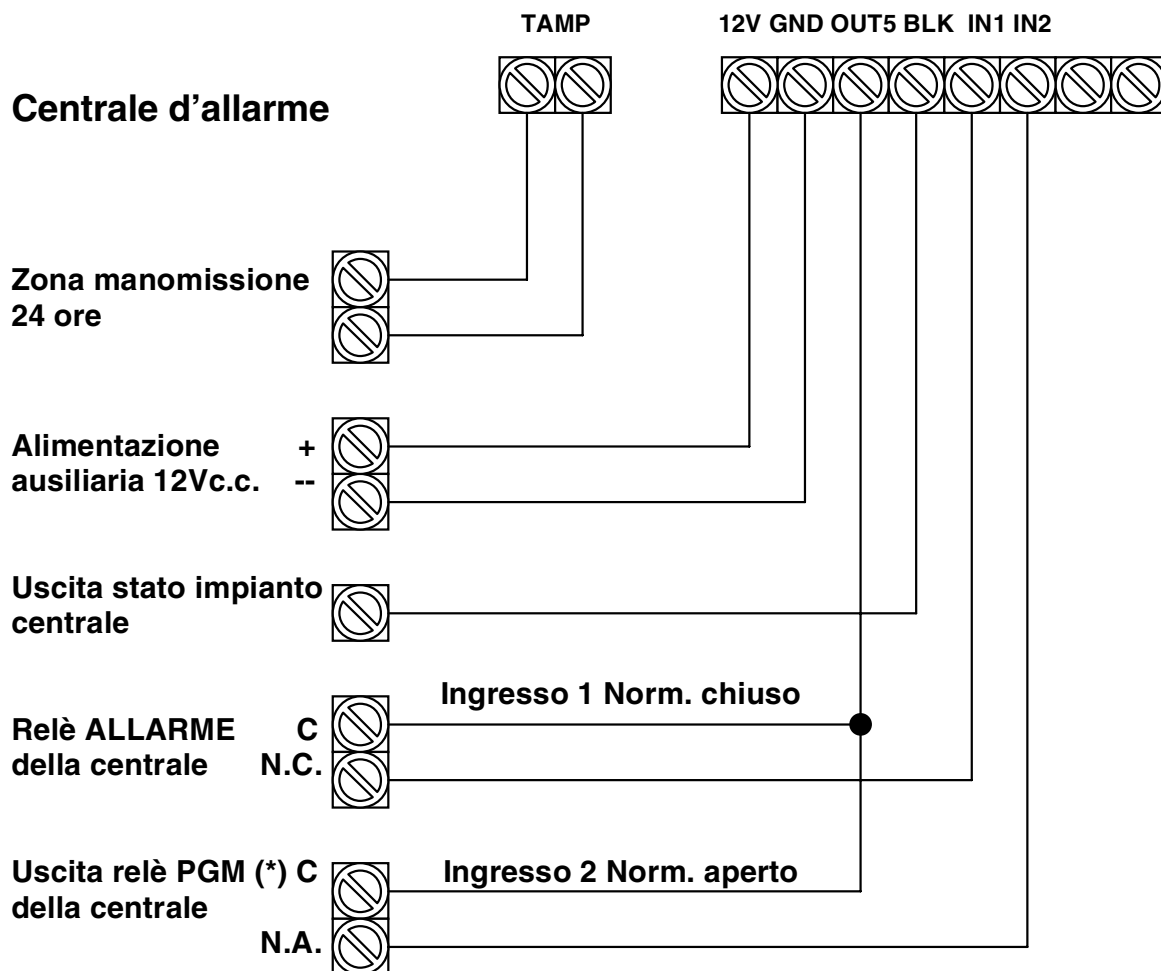 TAMP
12V GND OUT5 BLK IN1 IN2
Centrale d'allarme
Zona manomissione
24 ore
Alimentazione +
ausiliaria 12Vc.c. --
Uscita stato impianto
centrale
Ingresso 1 Norm. chiuso
Relè ALLARME C
della centrale N.C.
Uscita relè PGM (*) C
Ingresso 2 Norm. aperto
della centrale
N.A.